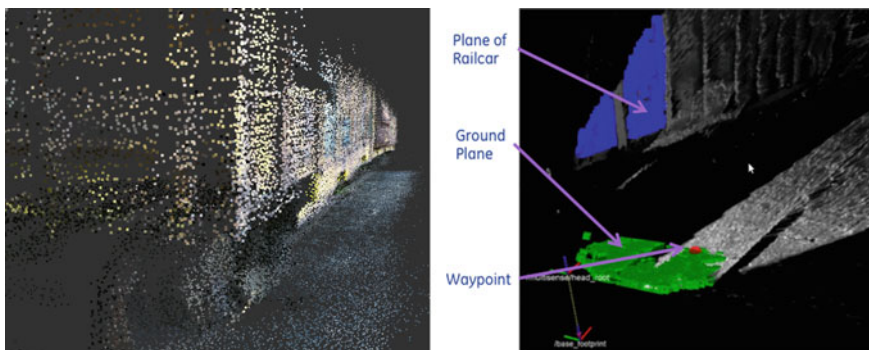 Plane of
Railcar
Ground
Plane
Waypoint
/base_footprint